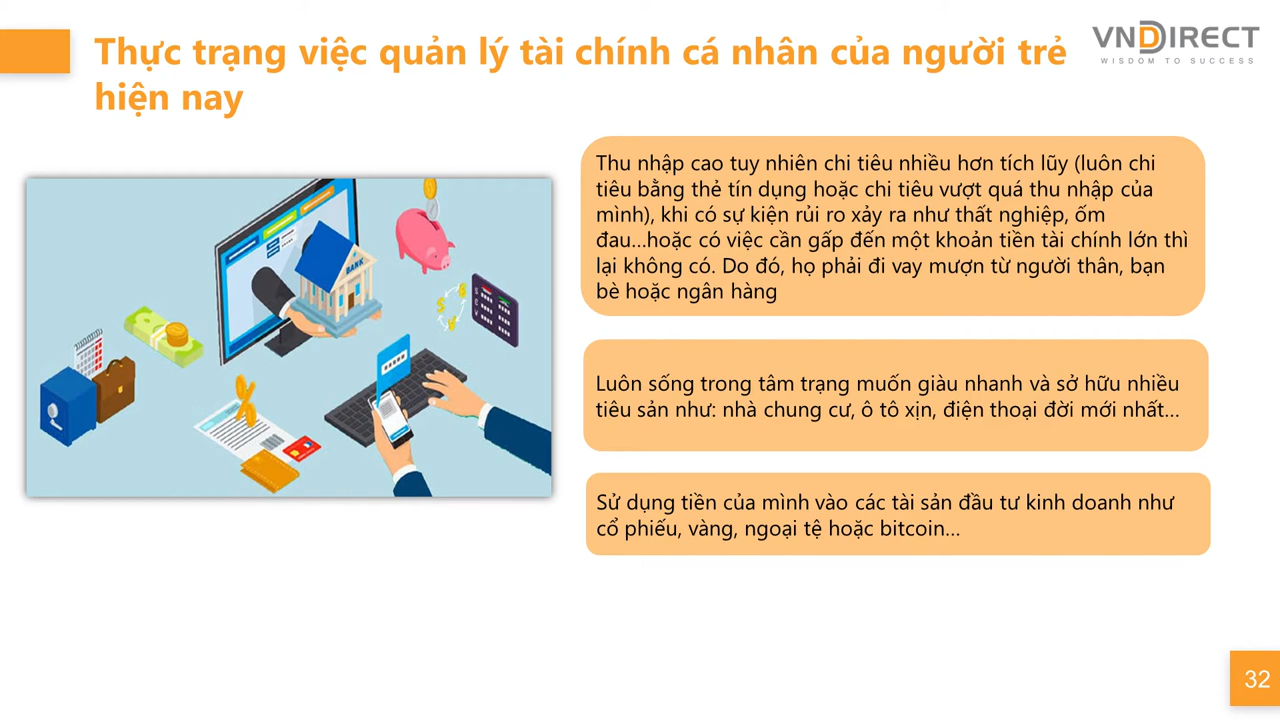 Thực trạng việc quản lý tài chính cá nhân của người trẻ
hiện nay
VNDIRECT
WISDOM TO SUCCESS
Thu nhập cao tuy nhiên chi tiêu nhiều hơn tích lũy (luôn chi
tiêu bằng thẻ tín dụng hoặc chi tiêu vượt quá thu nhập của
mình), khi có sự kiện rủi ro xảy ra như thất nghiệp, ốm
đau...hoặc có việc cần gấp đến một khoản tiền tài chính lớn thì
lại không có. Do đó, họ phải đi vay mượn từ người thân, bạn
bè hoặc ngân hàng
BANK
Luôn sống trong tâm trạng muốn giàu nhanh và sở hữu nhiều
tiêu sản như: nhà chung cư, ô tô xịn, điện thoại đời mới nhất...
Sử dụng tiền của mình vào các tài sản đầu tư kinh doanh như
cổ phiếu, vàng, ngoại tệ hoặc bitcoin...
32